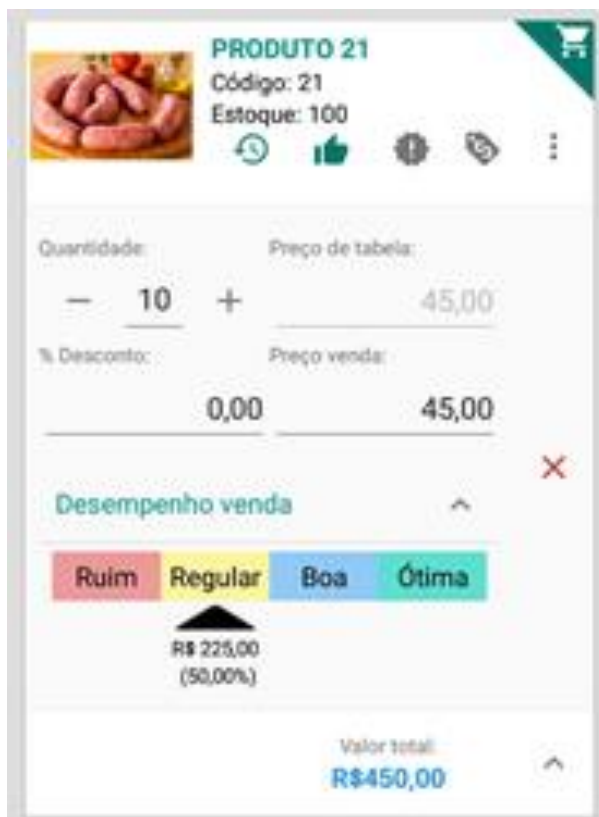 PRODUTO 21
Código: 21
Estoque: 100
Quantidade: Preço de tabela:
10 45,00
% Desconto: Preço venda:
0,00 45,00
Desempenho venda
Ruim Regular Boa Ótima
R$ 225,00
(50,00%)
Valor total:
R$450,00